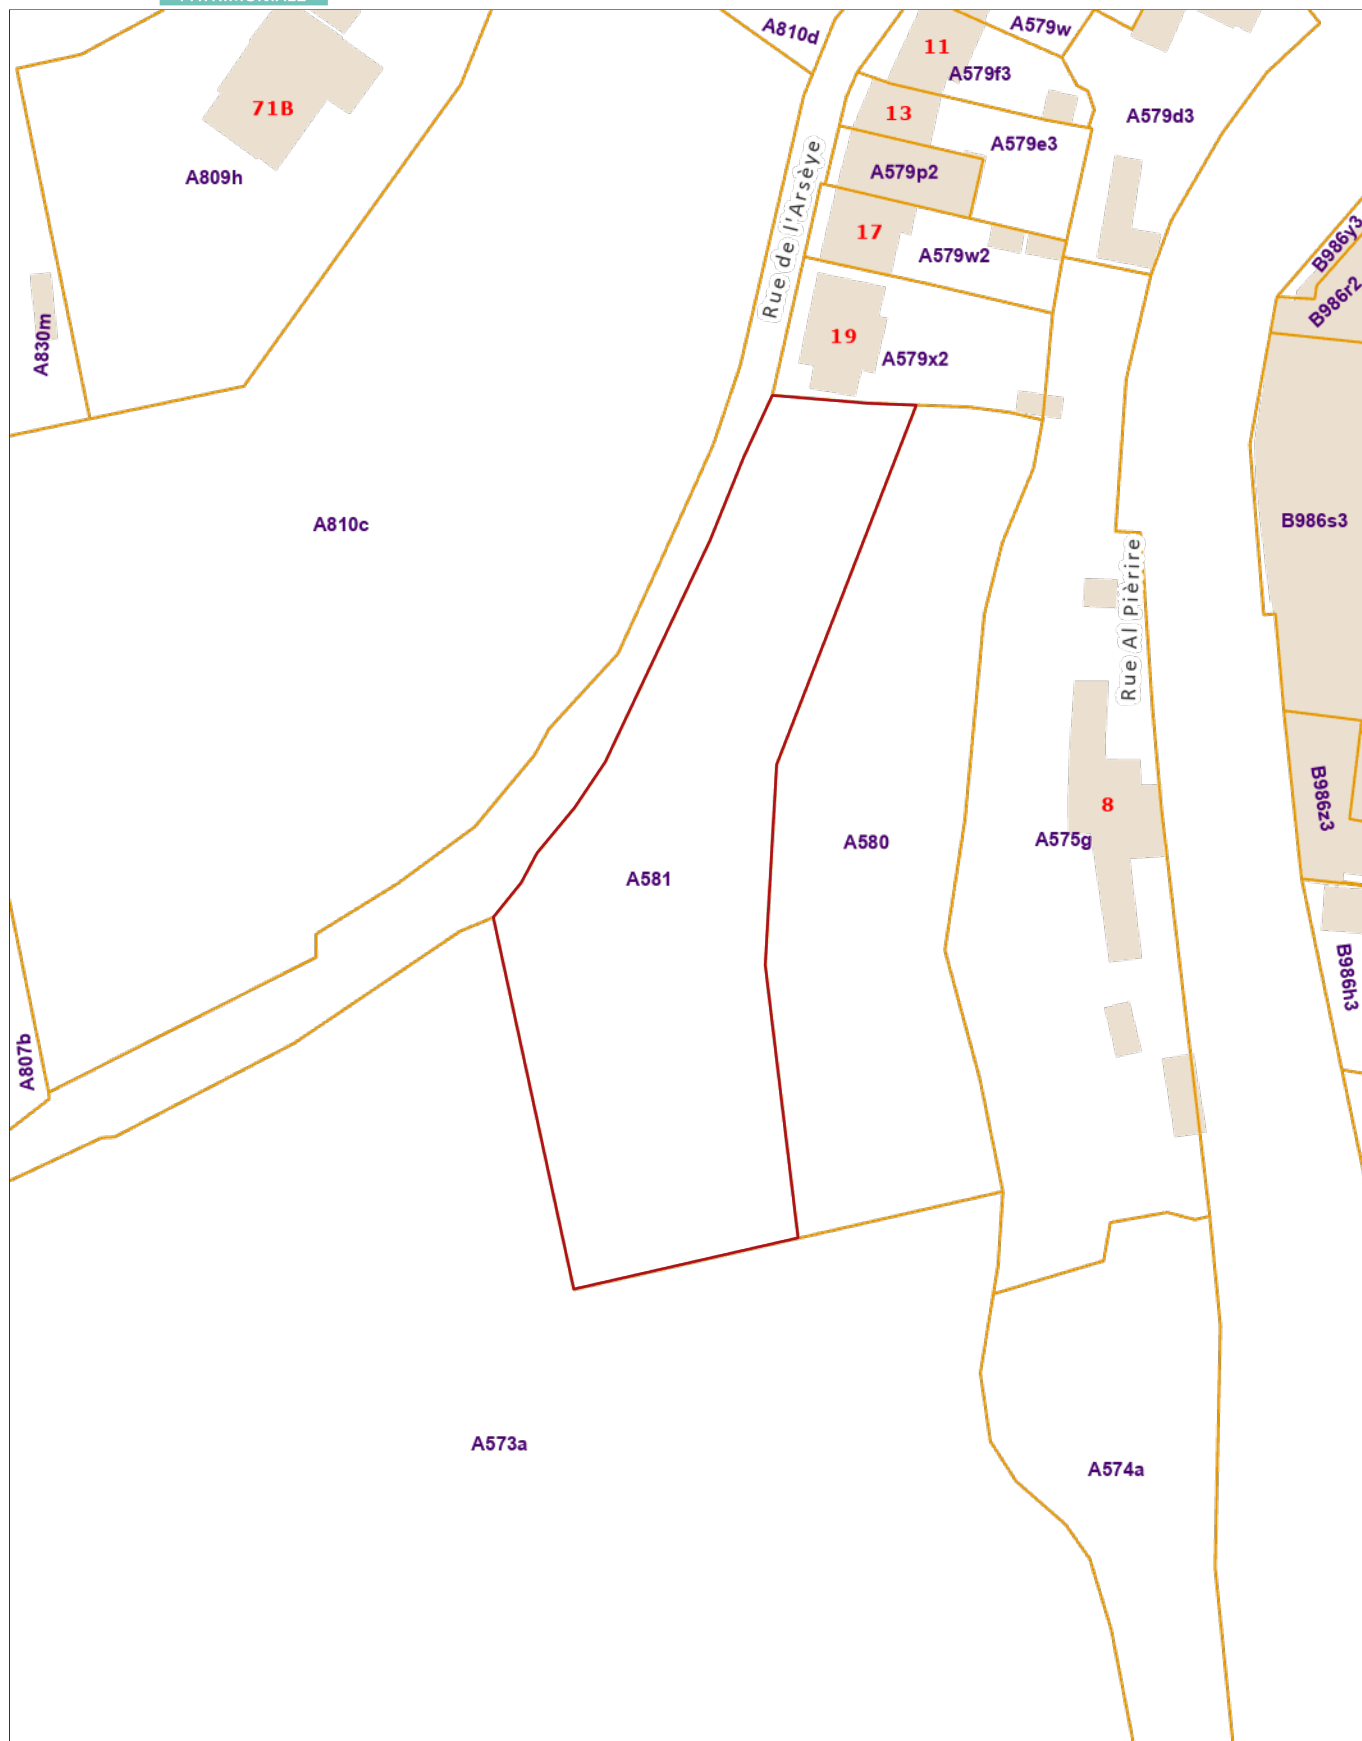 PATRIMONIALE
A810d
A579w
11
A579f3
71B
13
A579d3
A579e3
A809h
A579p2
Rue de l'Arsèye
17
A579w2
B986y3
B986r2
A830m
19
A579x2
A810c
B986s3
Rue Al Pièrire
B986z3
8
A575g
A580
A581
B986h3
A807b
A573a
A574a